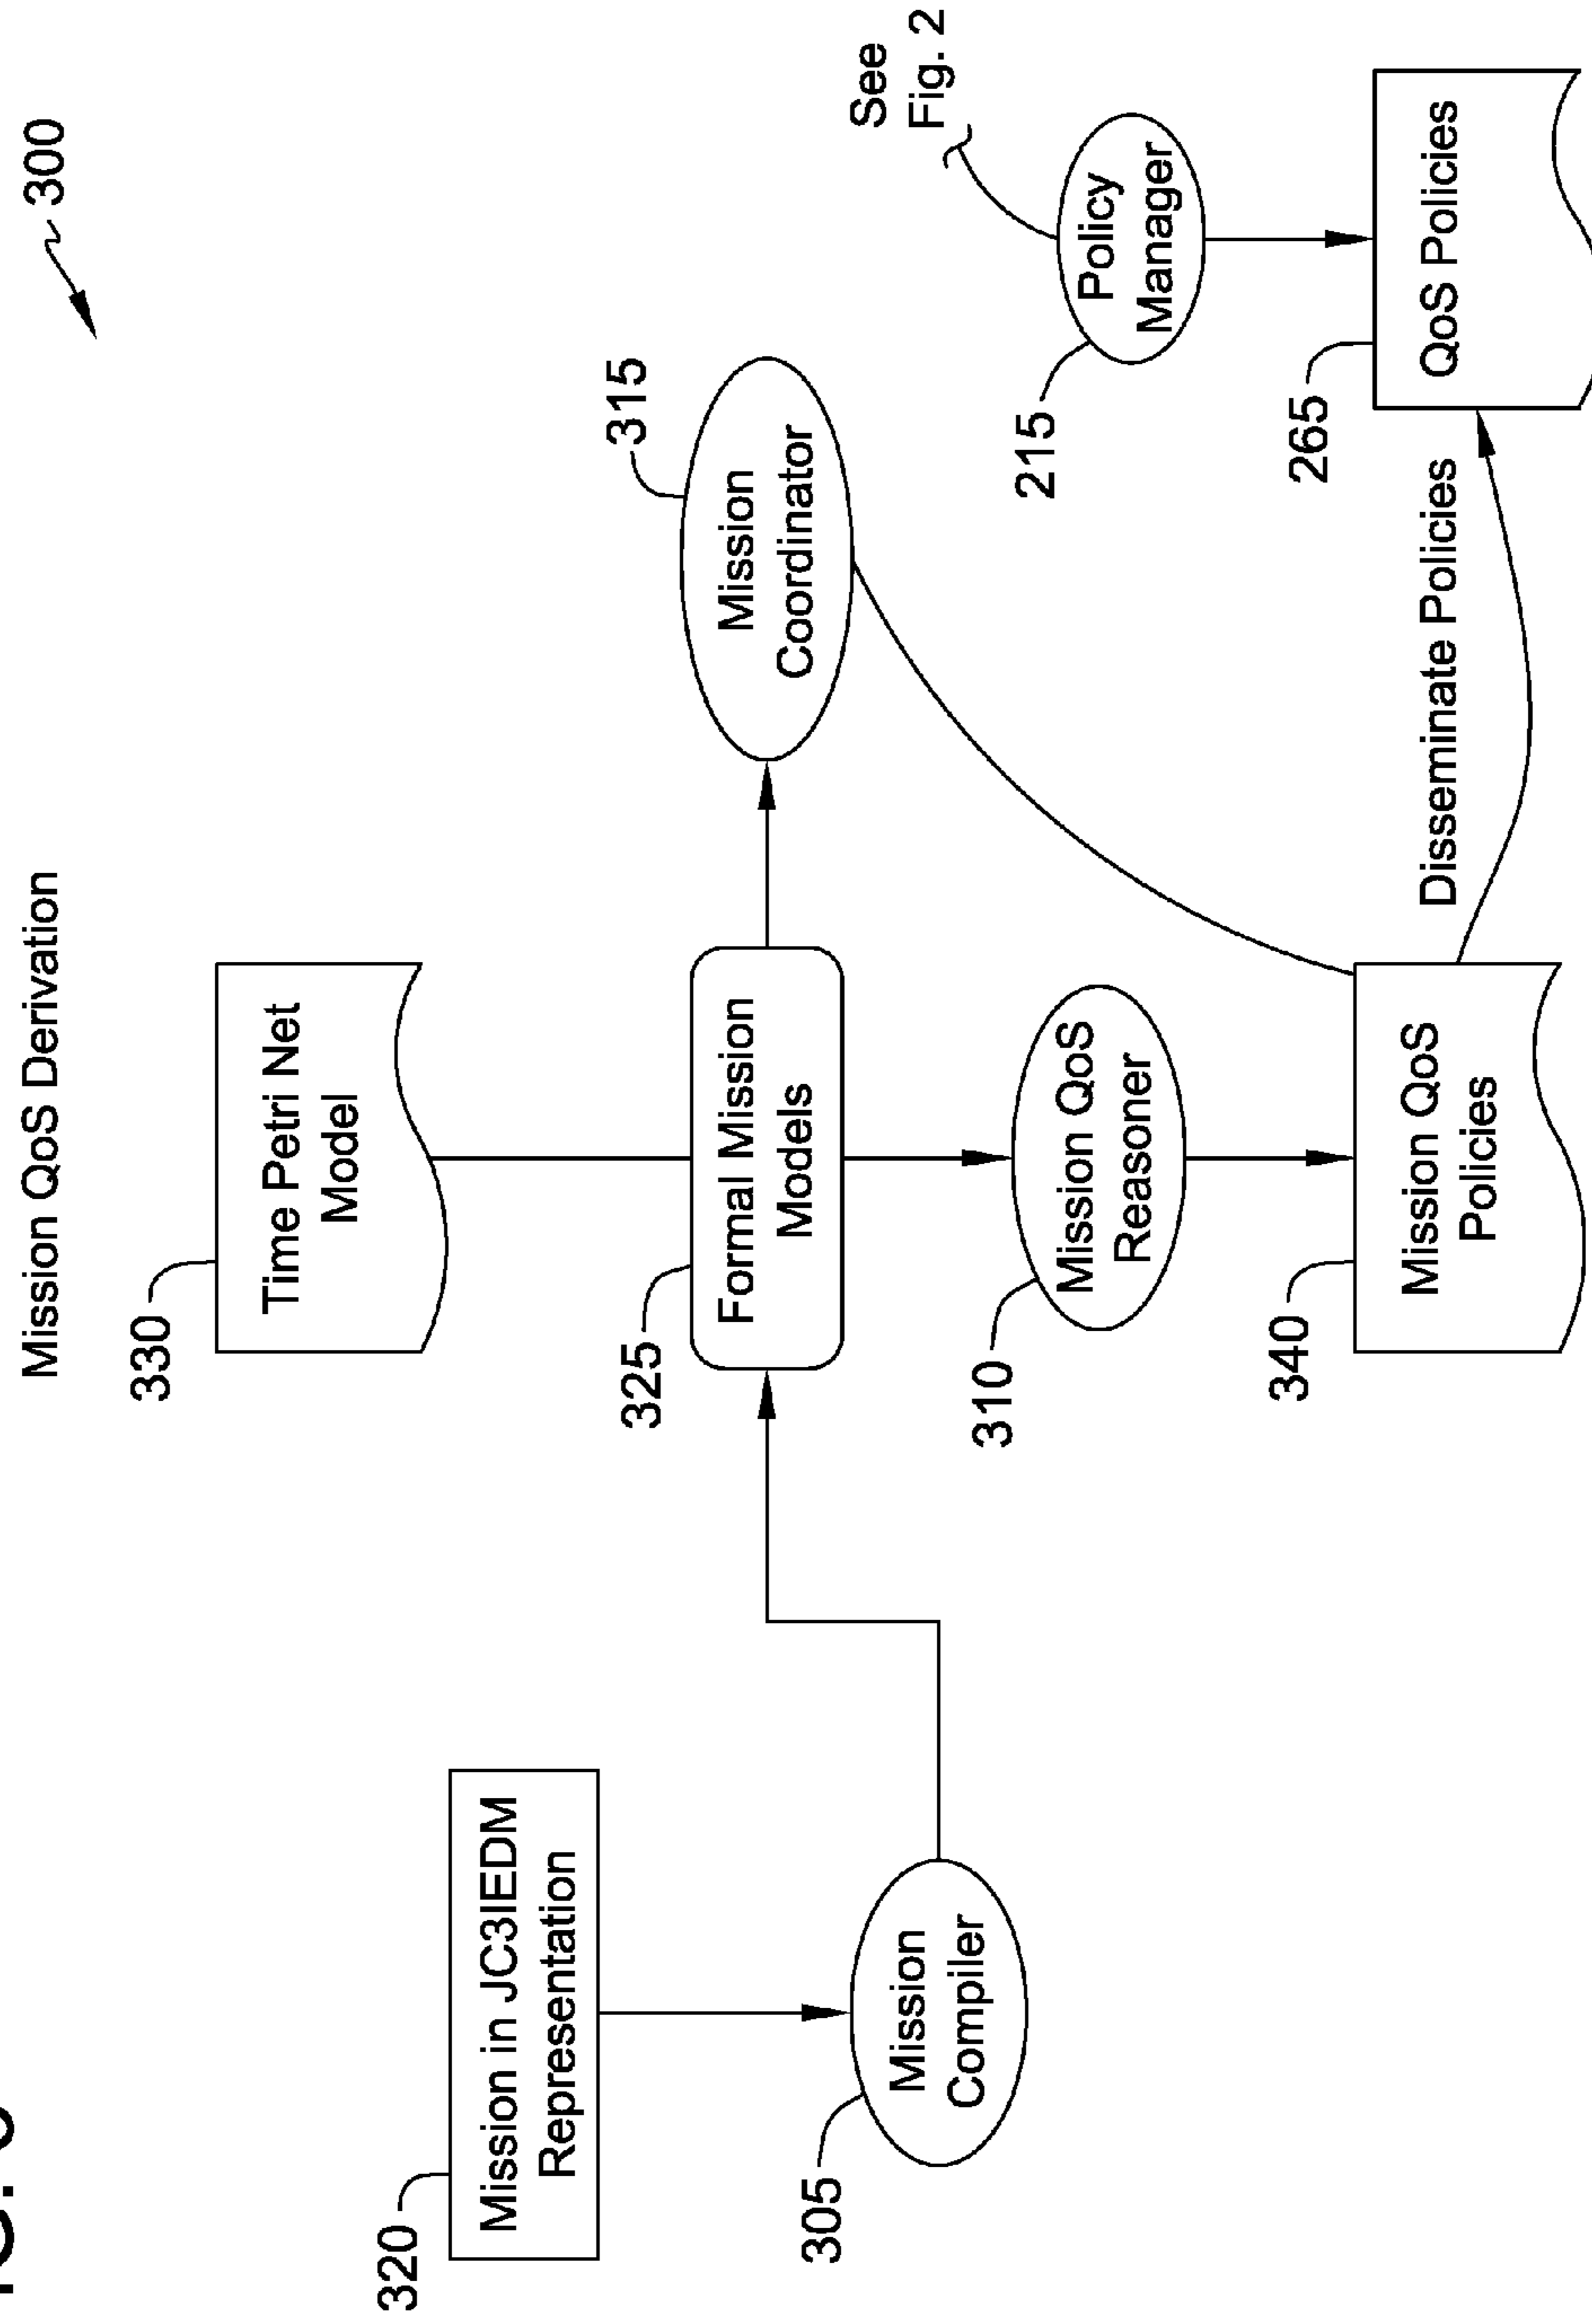 Mission QoS Derivation
300
330
Time Petri Net
Model
320
Mission in JC3IEDM
Representation
325
Formal Mission
Models
315
Mission
Coordinator
305
Mission
Compiler
310
Mission QoS
Reasoner
See
Fig. 2
215
Policy
Manager
340
Mission QoS
Policies
Disseminate Policies
265
QoS Policies